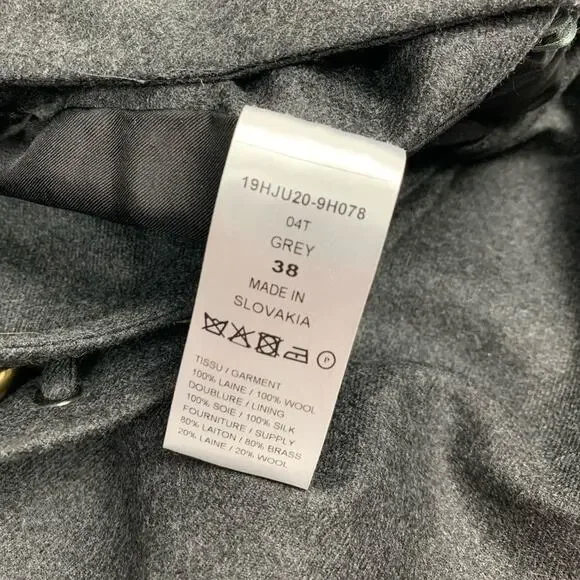 19HJU20-9H078
04T
GREY
38
MADE IN
SLOVAKIA
P
TISSU / GARMENT
100% LAINE / 100% WOOL
DOUBLURE / LINING
100% SOIE / 100% SILK
FOURNITURE / SUPPLY
80% LAITON / 80% BRASS
20% LAINE / 20% WOOL